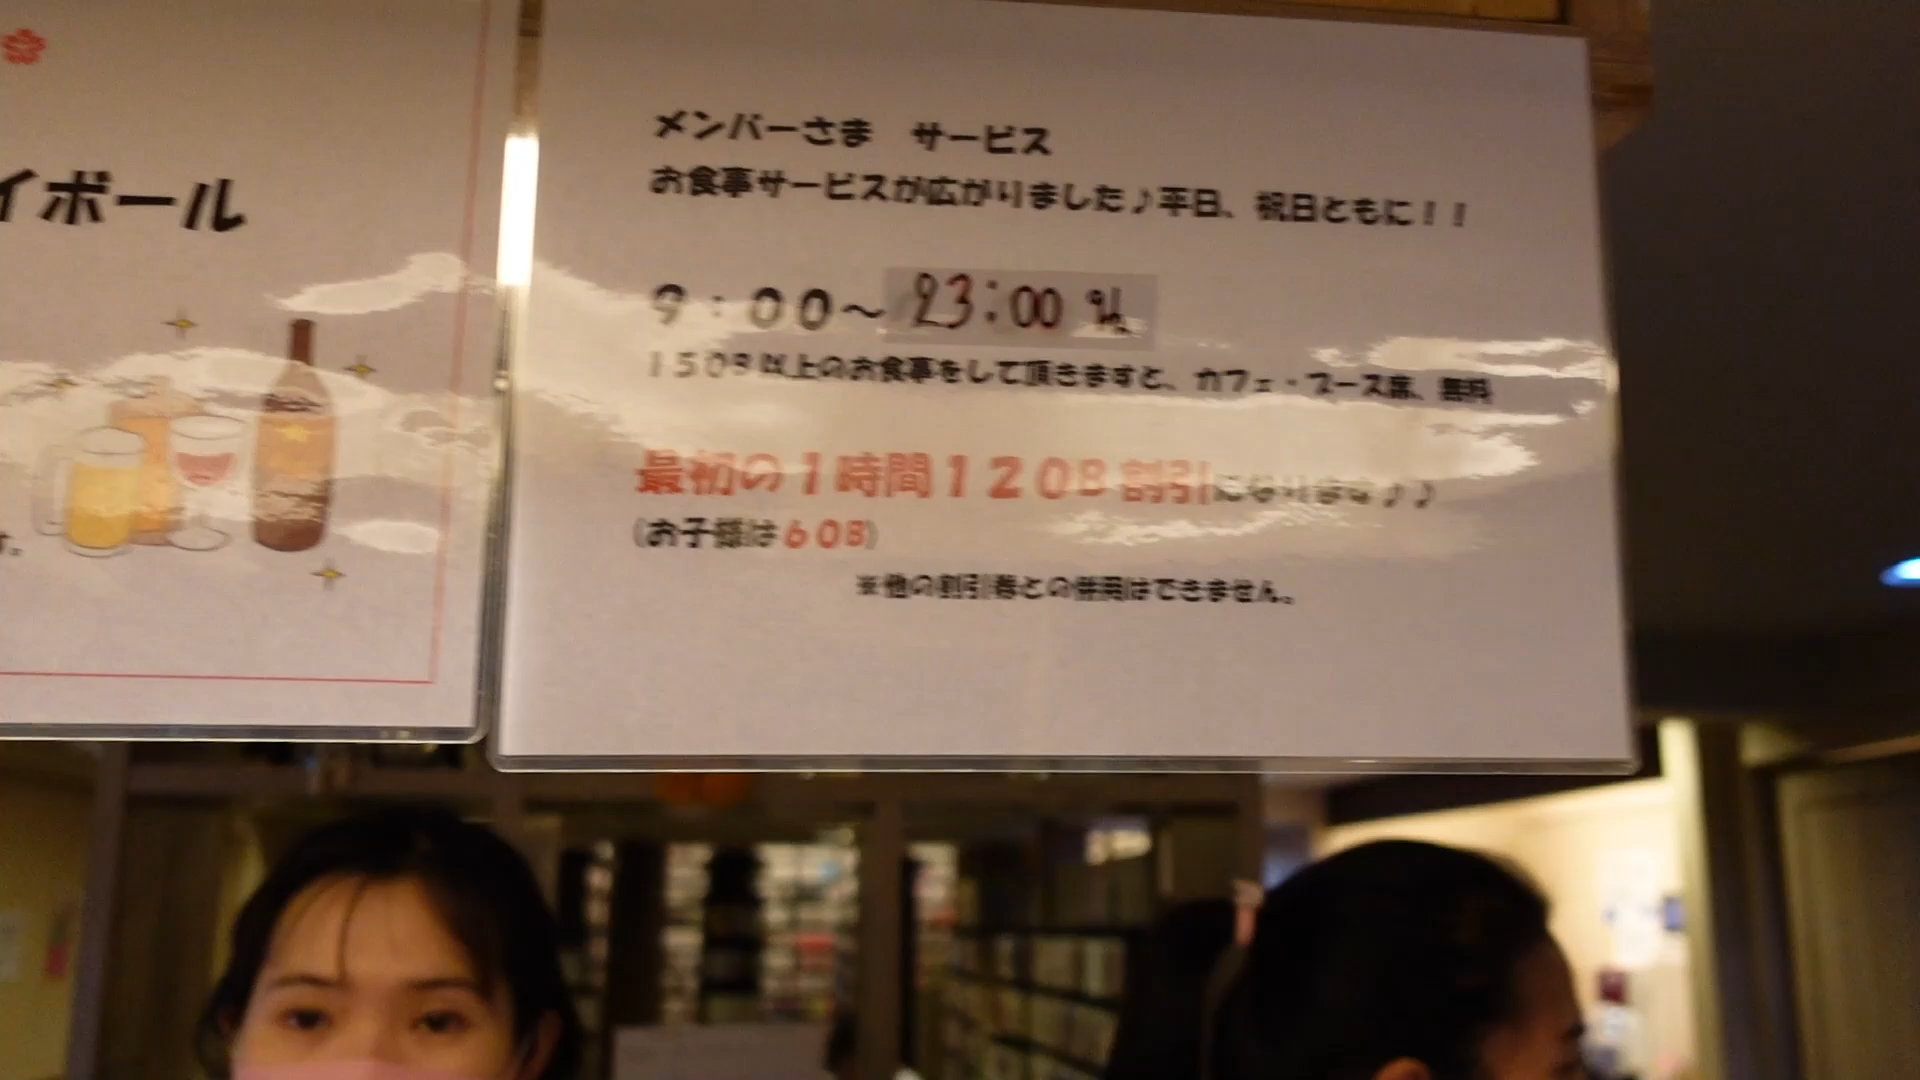 イボール
す。
メンバーさま サービス
お食事サービスが広がりました♪平日、祝日ともに！！
9：00～23:00
150B以上のお食事をして頂きますと、カフェ・ブース席、無料
最初の1時間120B割引になります♪♪
(お子様は60B)
※他の割引券との併用はできません。